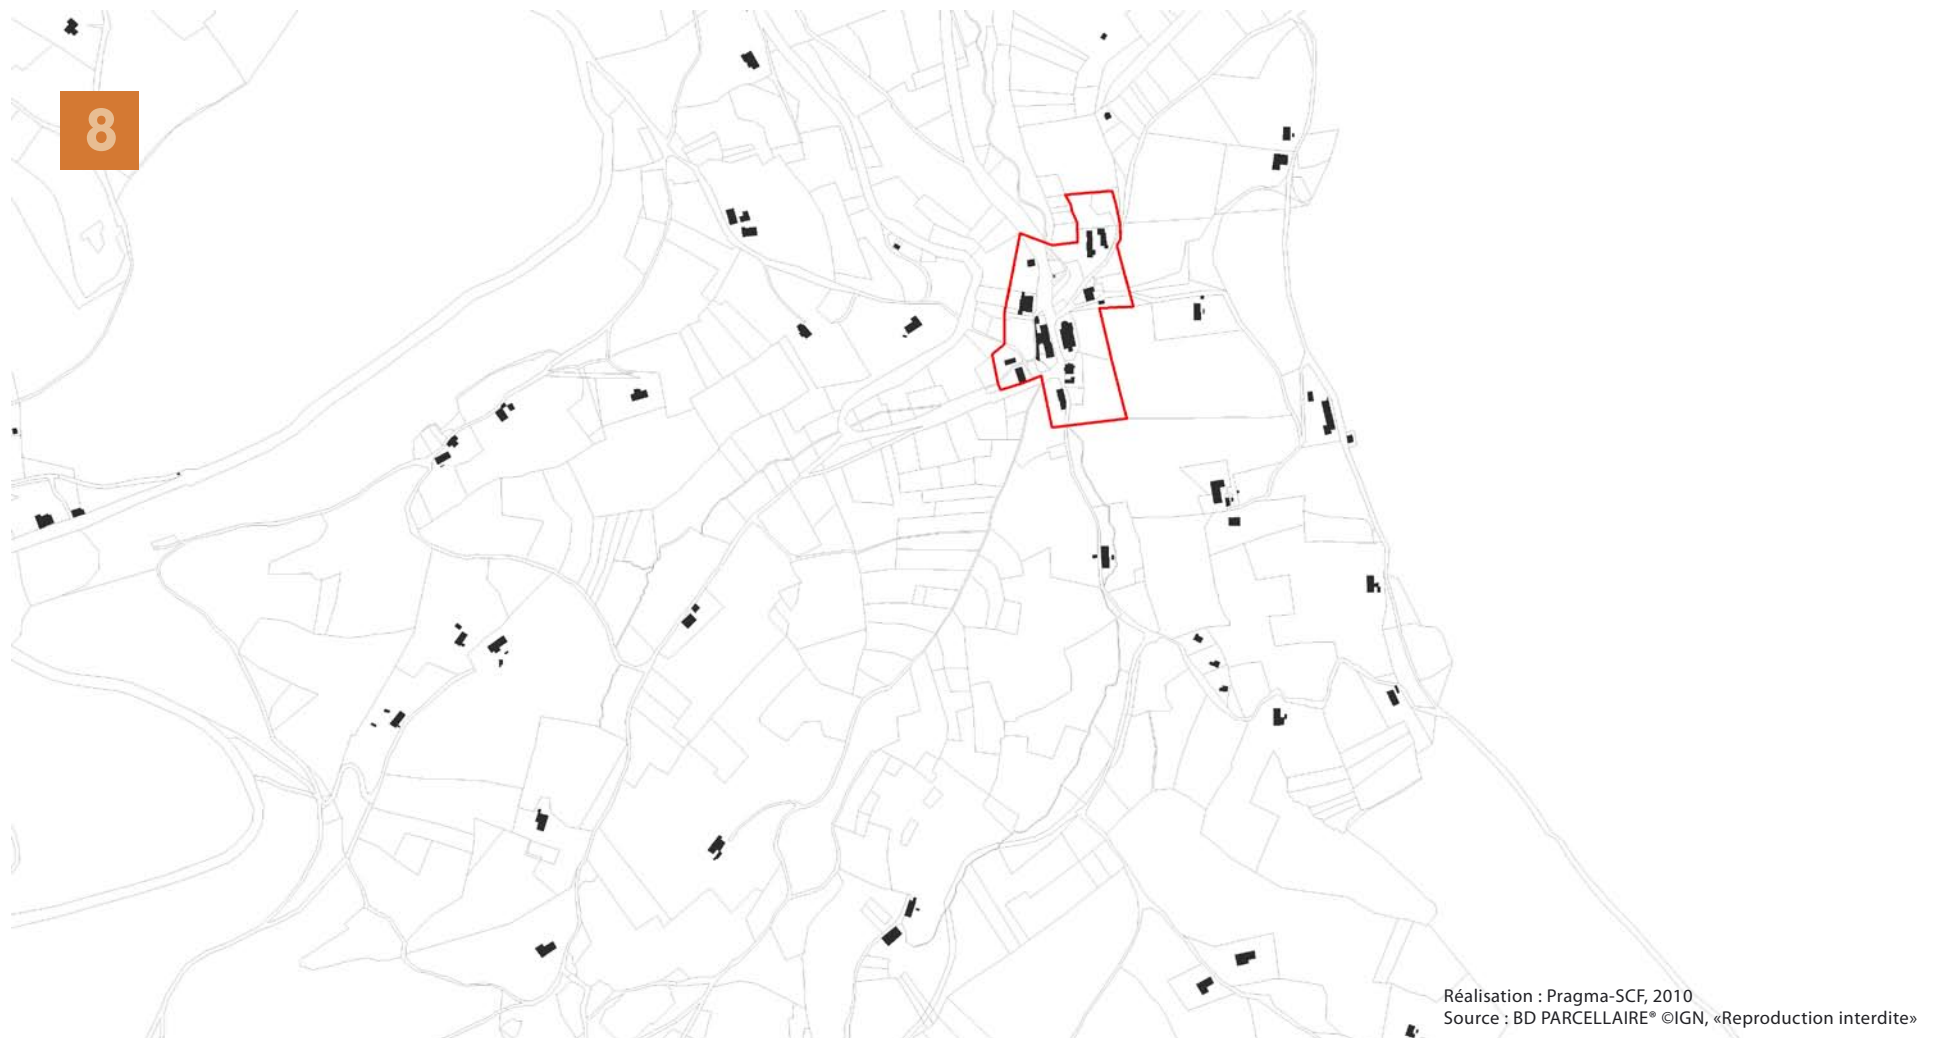 8
Réalisation : Pragma-SCF, 2010
Source : BD PARCELLAIRE® ©IGN, «Reproduction interdite»